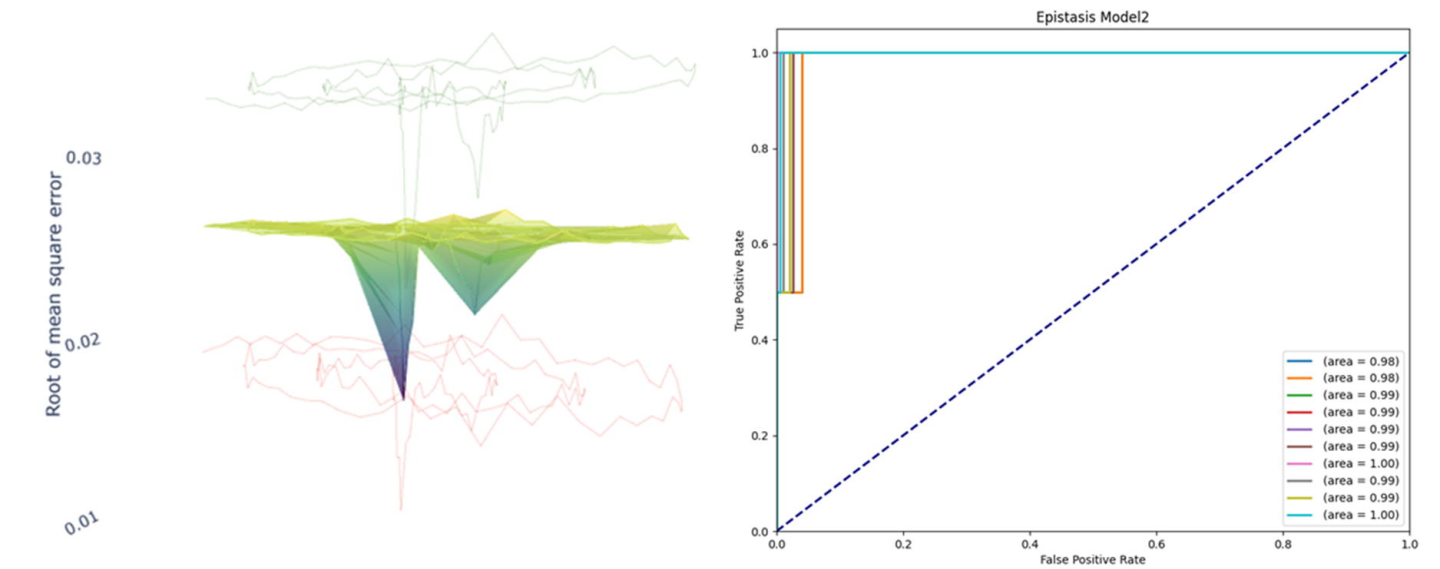 Root of mean square error
0.03
0.02
0.01
Epistasis Model2
True Positive Rate
1.0
0.8
0.6
0.4
0.2
0.0
0.0 0.2 0.4 0.6 0.8 1.0
False Positive Rate
(area = 0.98)
(area = 0.98)
(area = 0.99)
(area = 0.99)
(area = 0.99)
(area = 0.99)
(area = 1.00)
(area = 0.99)
(area = 0.99)
(area = 1.00)